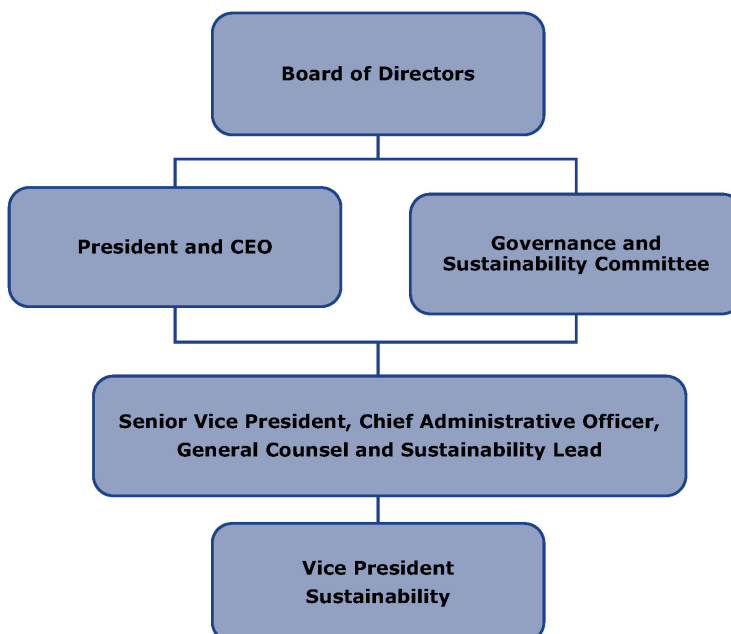 Board of Directors
President and CEO
Governance and
Sustainability Committee
Senior Vice President, Chief Administrative Officer,
General Counsel and Sustainability Lead
Vice President
Sustainability